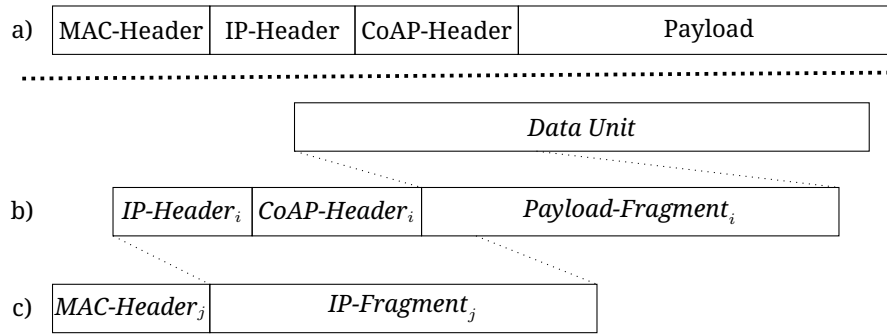 a) MAC-Header IP-Header CoAP-Header Payload
Data Unit
b) IP-Headerᵢ CoAP-Headerᵢ Payload-Fragmentᵢ
c) MAC-Headerⱼ IP-Fragmentⱼ